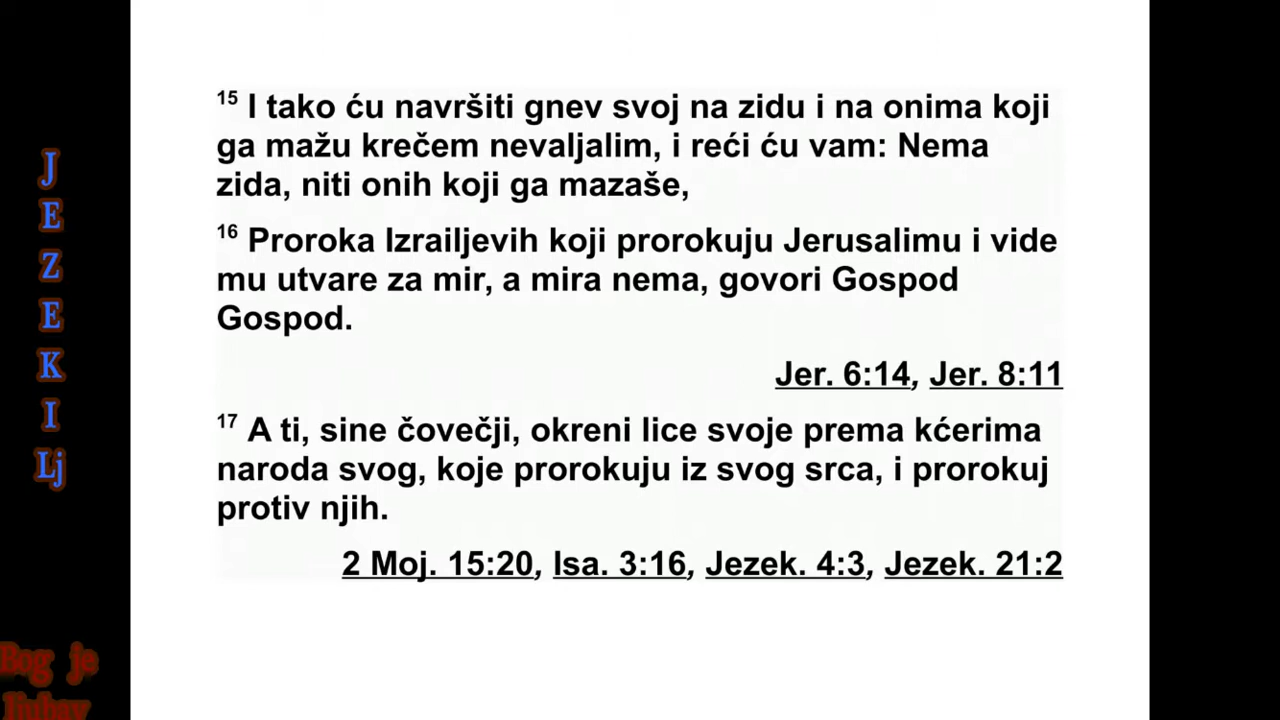 J
E
Z
E
K
I
Lj
Bog je
ljubav
15 I tako ću navršiti gnev svoj na zidu i na onima koji
ga mažu krečem nevaljalim, i reći ću vam: Nema
zida, niti onih koji ga mazaše,
16 Proroka Izrailjevih koji prorokuju Jerusalimu i vide
mu utvare za mir, a mira nema, govori Gospod
Gospod.
Jer. 6:14, Jer. 8:11
17 A ti, sine čovečji, okreni lice svoje prema kćerima
naroda svog, koje prorokuju iz svog srca, i prorokuj
protiv njih.
2 Moj. 15:20, Isa. 3:16, Jezek. 4:3, Jezek. 21:2